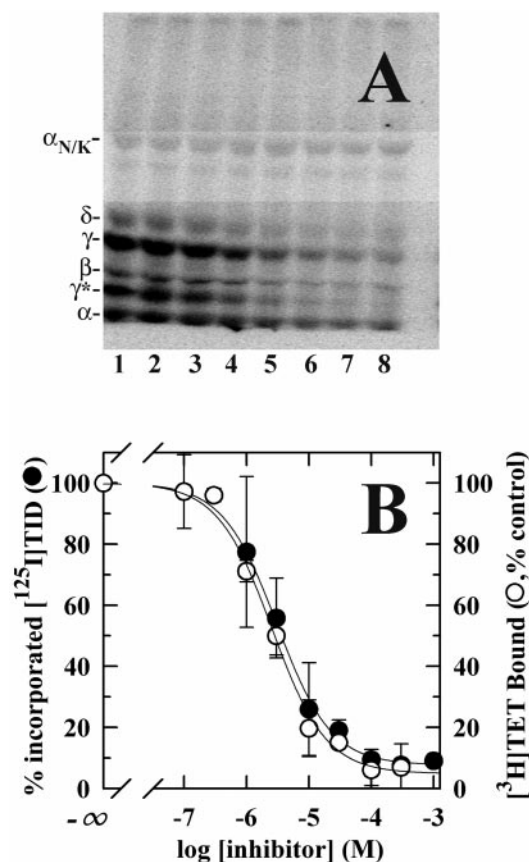 A
αN/K-
δ-
γ-
β-
γ*-
α-
1 2 3 4 5 6 7 8
B
% incorporated [125I]TID (●)
100
80
60
40
20
0
[3H]TET Bound (○,% control)
100
80
60
40
20
0
-∞ -7 -6 -5 -4 -3
log [inhibitor] (M)